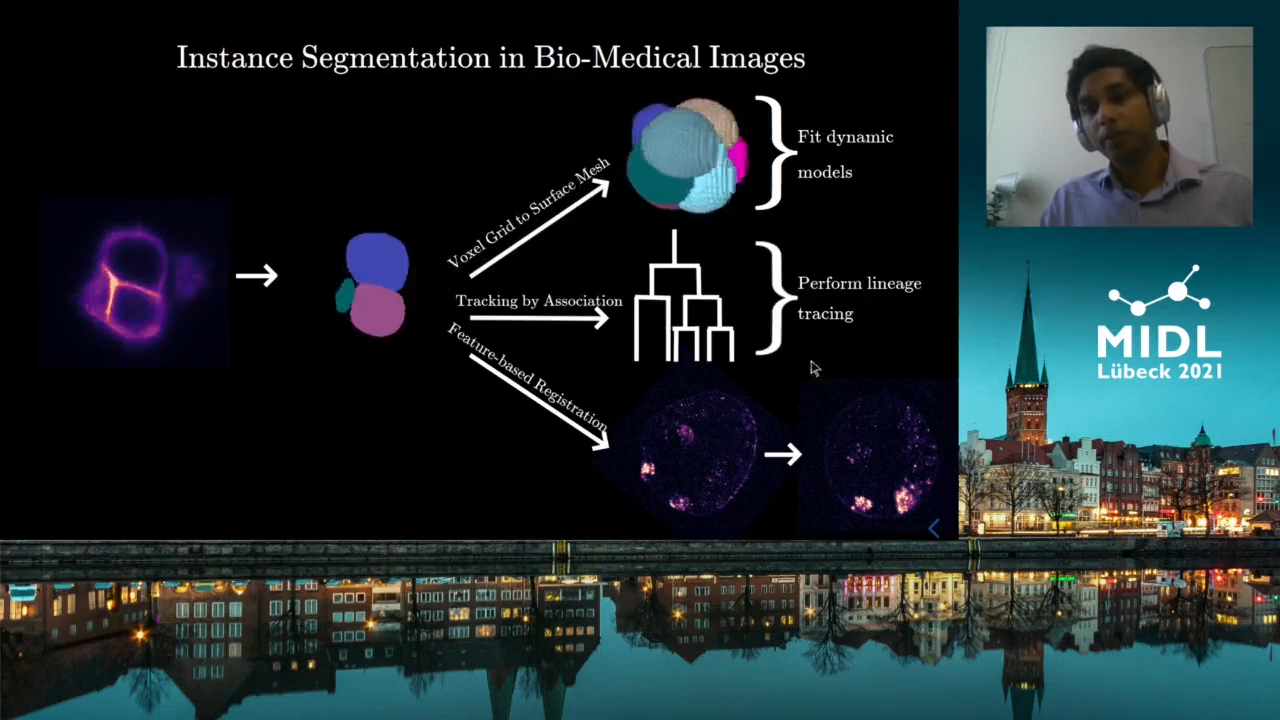 Instance Segmentation in Bio-Medical Images
Voxel Grid to Surface Mesh
Fit dynamic
models
Tracking by Association
Perform lineage
tracing
Feature-based Registration
MIDL
Lübeck 2021